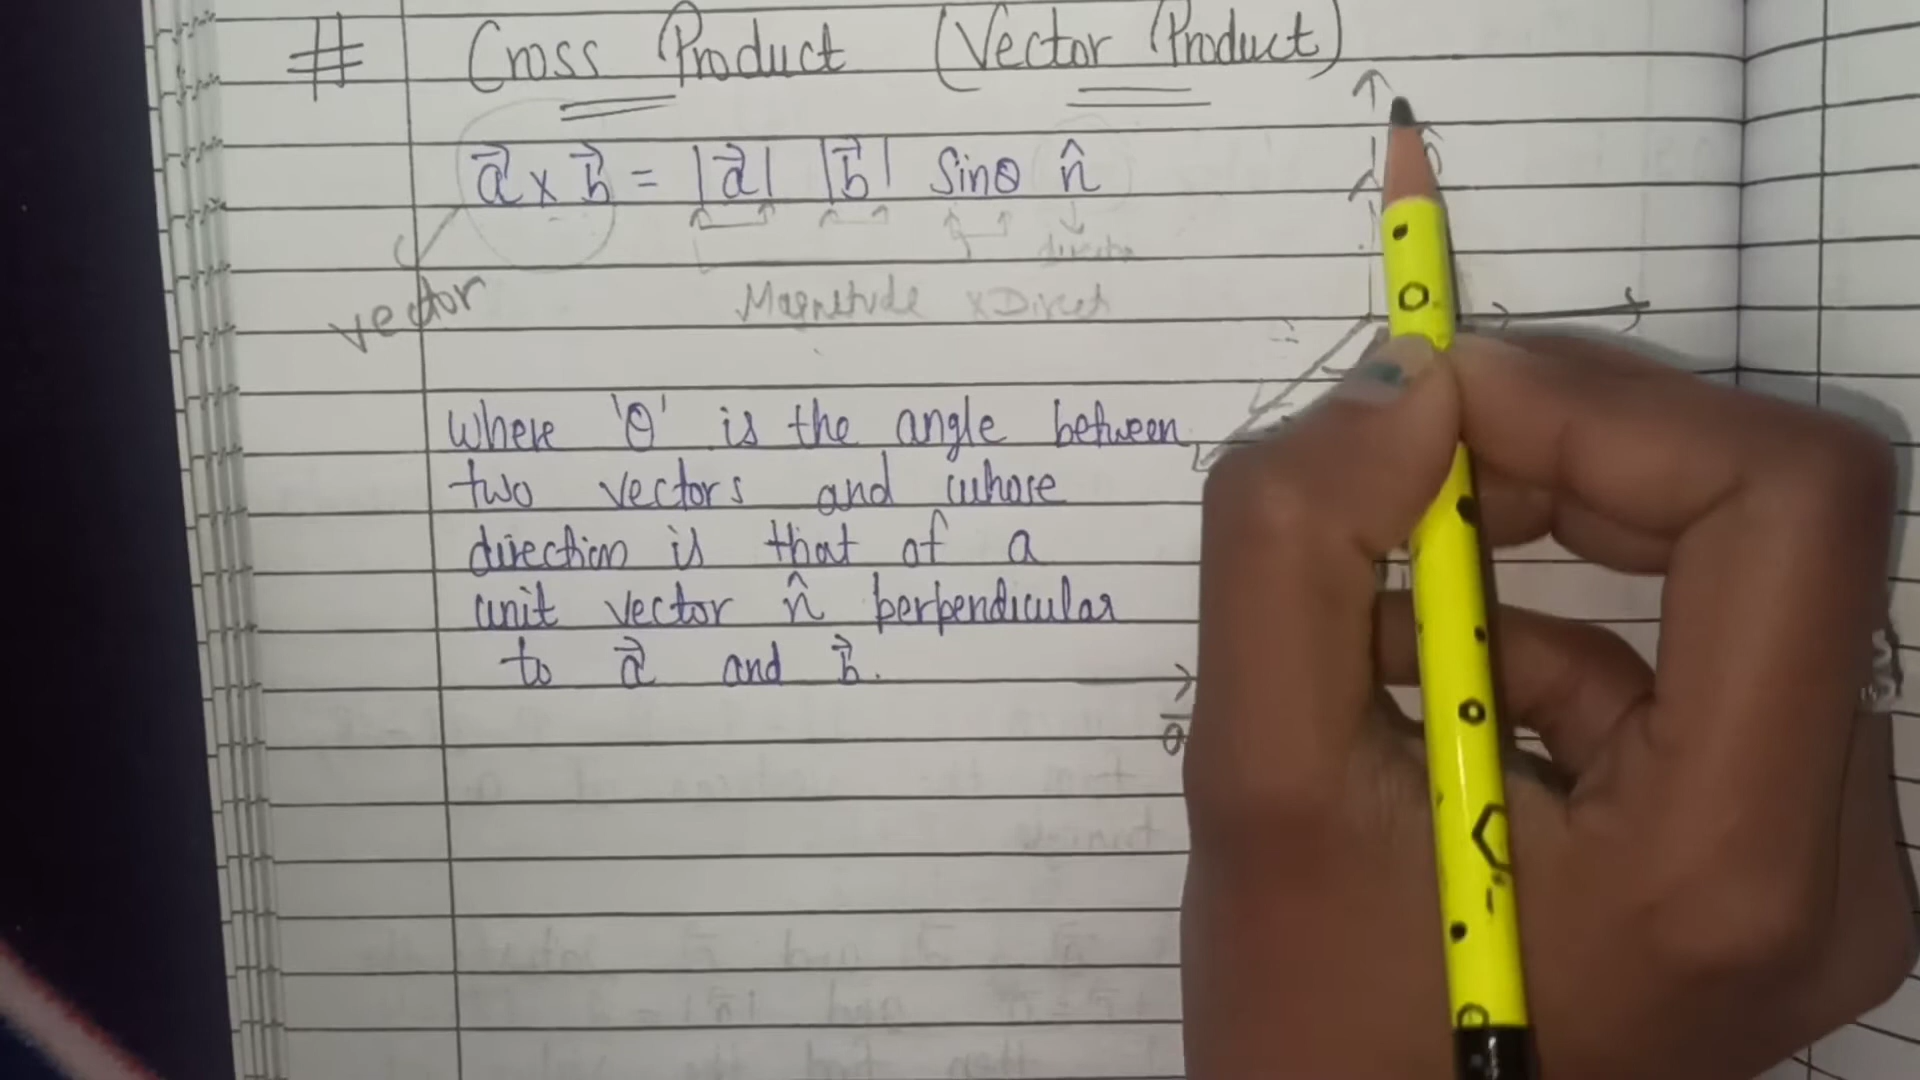 # Cross Product (Vector Product)
a⃗ x b⃗ = |a⃗| |b⃗| Sinθ n̂
vector
Magnitude x Direct
where 'θ' is the angle between
two vectors and whose
direction is that of a
unit vector n̂ perpendicular
to a⃗ and b⃗.